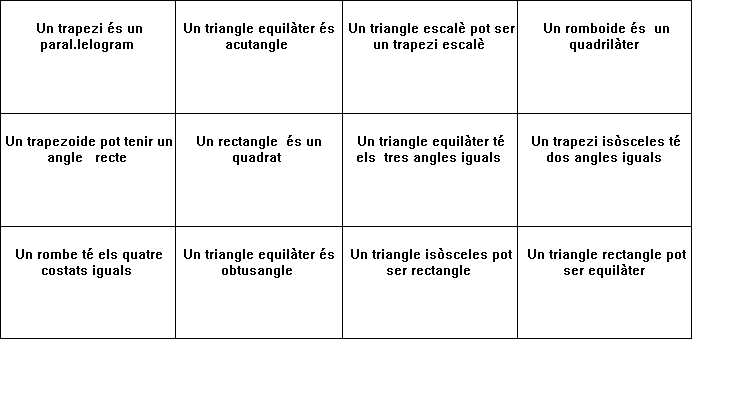 Un trapezi és un
paral.lelogram
Un triangle equilàter és
acutangle
Un triangle escalè pot ser
un trapezi escalè
Un romboide és un
quadrilàter
Un trapezoide pot tenir un
angle recte
Un rectangle és un
quadrat
Un triangle equilàter té
els tres angles iguals
Un trapezi isòsceles té
dos angles iguals
Un rombe té els quatre
costats iguals
Un triangle equilàter és
obtusangle
Un triangle isòsceles pot
ser rectangle
Un triangle rectangle pot
ser equilàter